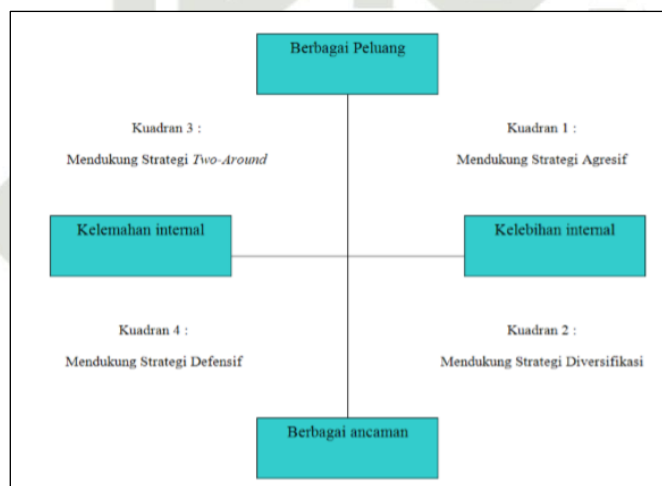 Berbagai Peluang
Kuadran 3 :
Mendukung Strategi Two-Around
Kuadran 1 :
Mendukung Strategi Agresif
Kelemahan internal
Kelebihan internal
Kuadran 4 :
Mendukung Strategi Defensif
Kuadran 2 :
Mendukung Strategi Diversifikasi
Berbagai ancaman